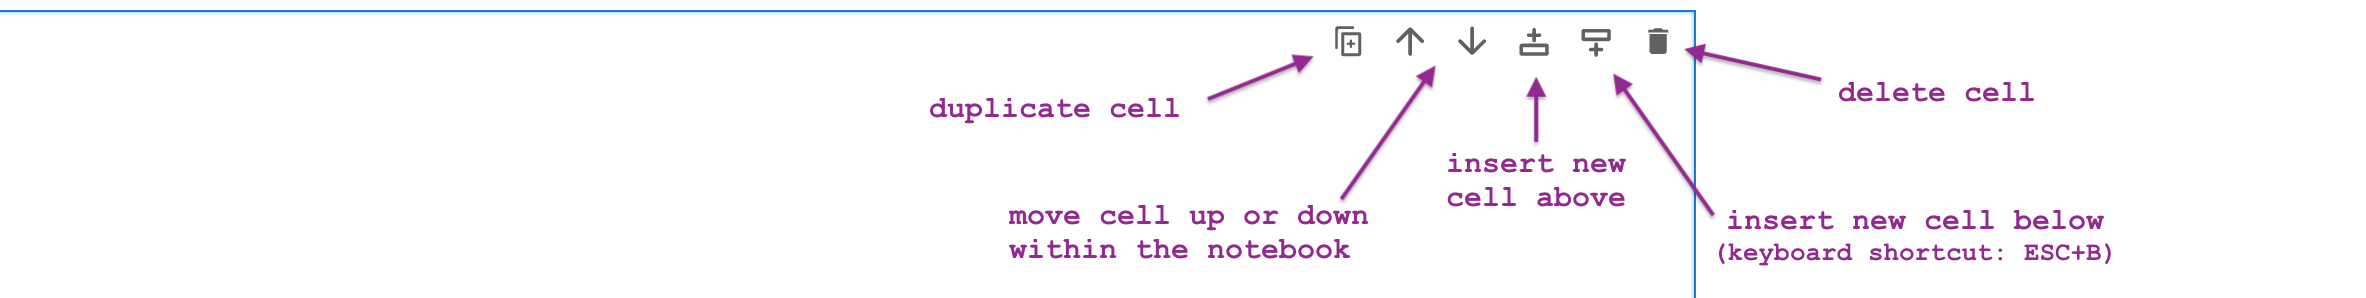 duplicate cell
move cell up or down
within the notebook
insert new
cell above
insert new cell below
(keyboard shortcut: ESC+B)
delete cell